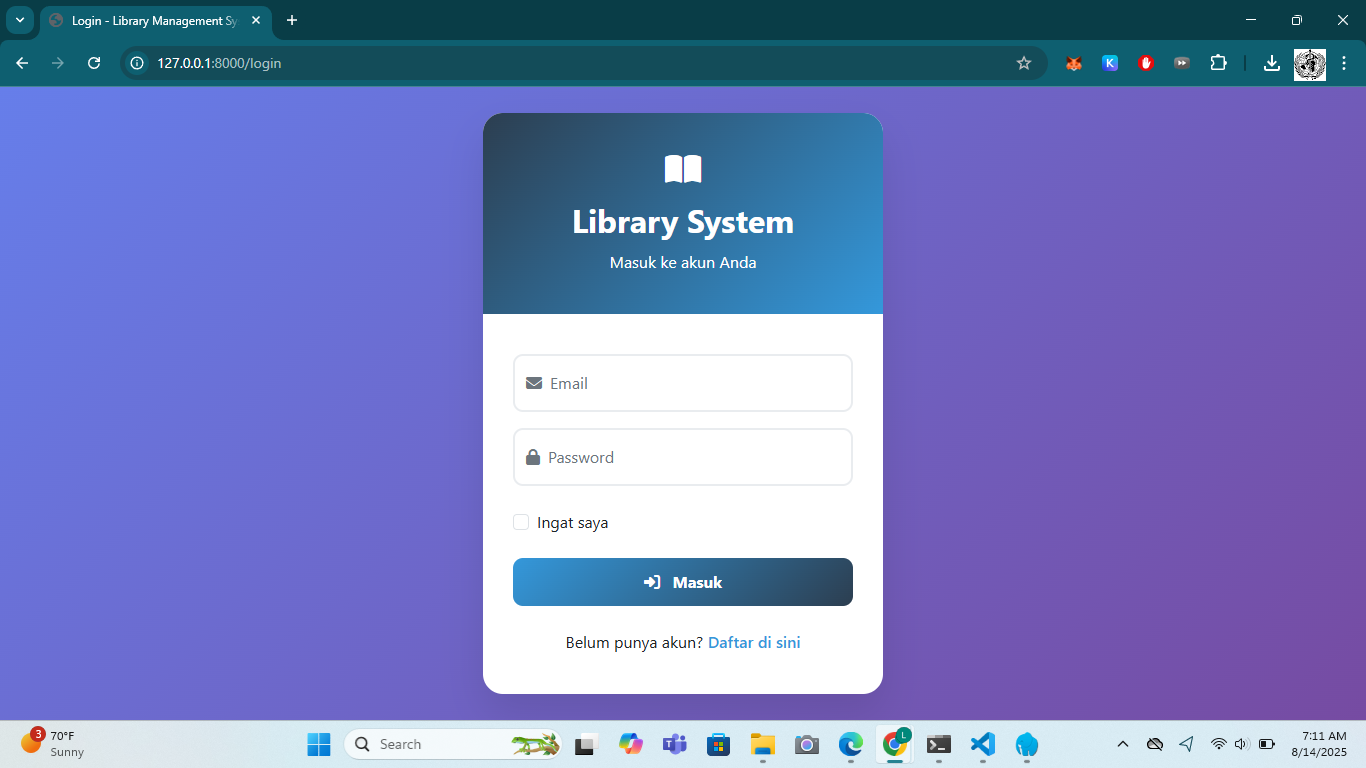 Login - Library Management Sy
127.0.0.1:8000/login
K
Library System
Masuk ke akun Anda
Email
Password
Ingat saya
Masuk
Belum punya akun? Daftar di sini
3
70°F
Sunny
Search
L
7:11 AM
8/14/2025